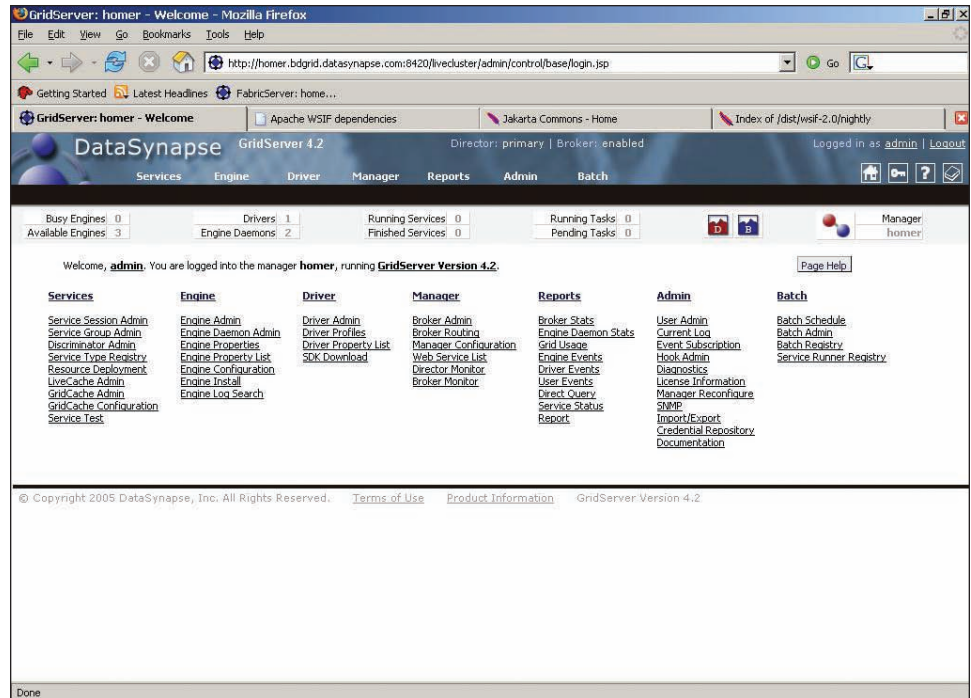 GridServer: homer - Welcome - Mozilla Firefox
File Edit View Go Bookmarks Tools Help
http://homer.bdgrid.datasynapse.com:8420/livecluster/admin/control/base/login.jsp Go G
Getting Started Latest Headlines FabricServer: home...
GridServer: homer - Welcome Apache WSIF dependencies Jakarta Commons - Home Index of /dist/wsif-2.0/nightly
DataSynapse GridServer 4.2 Director: primary | Broker: enabled Logged in as admin | Logout
Services Engine Driver Manager Reports Admin Batch ?
Busy Engines 0 Drivers 1 Running Services 0 Running Tasks 0 D B Manager
Available Engines 3 Engine Daemons 2 Finished Services 0 Pending Tasks 0 homer
Welcome, admin. You are logged into the manager homer, running GridServer Version 4.2. Page Help
Services
Service Session Admin
Service Group Admin
Discriminator Admin
Service Type Registry
Resource Deployment
LiveCache Admin
GridCache Admin
GridCache Configuration
Service Test
Engine
Engine Admin
Engine Daemon Admin
Engine Properties
Engine Property List
Engine Configuration
Engine Install
Engine Log Search
Driver
Driver Admin
Driver Profiles
Driver Property List
SDK Download
Manager
Broker Admin
Broker Routing
Manager Configuration
Web Service List
Director Monitor
Broker Monitor
Reports
Broker Stats
Engine Daemon Stats
Grid Usage
Engine Events
Driver Events
User Events
Direct Query
Service Status
Report
Admin
User Admin
Current Log
Event Subscription
Hook Admin
Diagnostics
License Information
Manager Reconfigure
SNMP
Import/Export
Credential Repository
Documentation
Batch
Batch Schedule
Batch Admin
Batch Registry
Service Runner Registry
© Copyright 2005 DataSynapse, Inc. All Rights Reserved. Terms of Use Product Information GridServer Version 4.2
Done